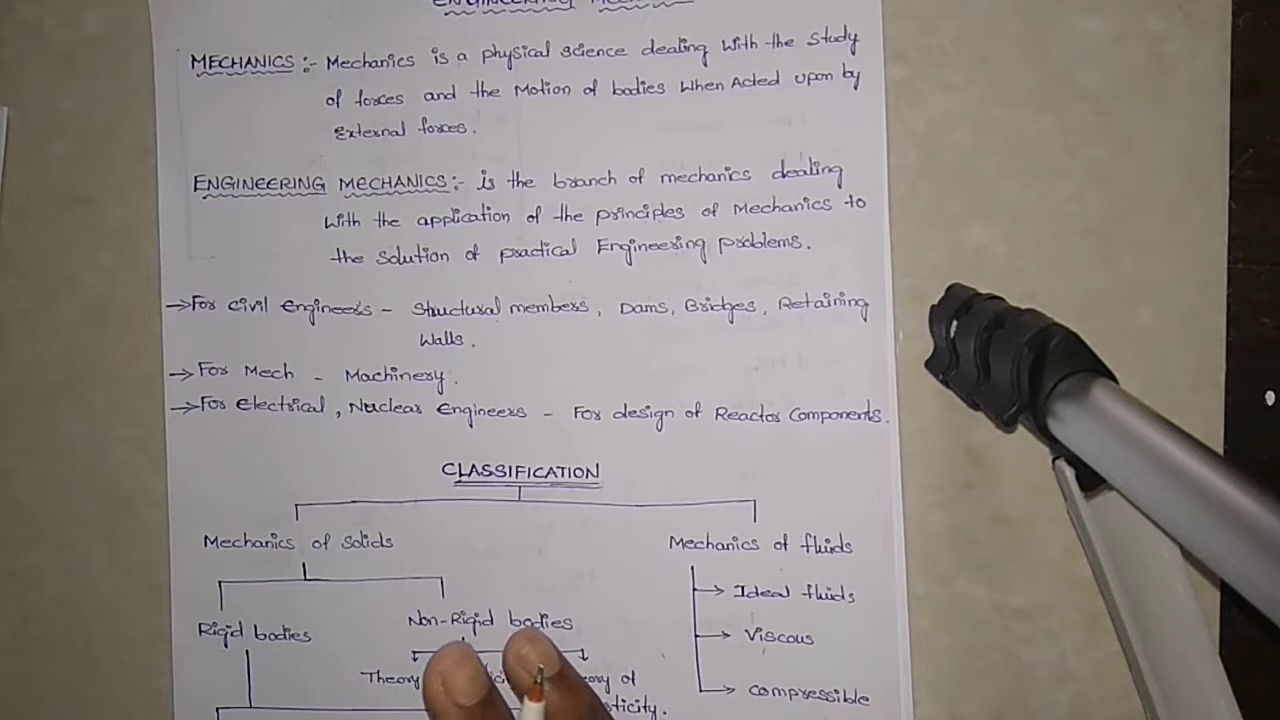 MECHANICS :- Mechanics is a physical science dealing with the study
of forces and the Motion of bodies when Acted upon by
External forces.
ENGINEERING MECHANICS:- is the branch of mechanics dealing
with the application of the principles of Mechanics to
the solution of practical Engineering problems.
→ For Civil Engineers - Structural members, Dams, Bridges, Retaining
Walls.
→ For Mech - Machinery.
→ For Electrical, Nuclear Engineers - For design of Reactor Components.
CLASSIFICATION
Mechanics of solids Mechanics of fluids
→ Ideal fluids
Rigid bodies Non-Rigid bodies → Viscous
Theory of
→ compressible